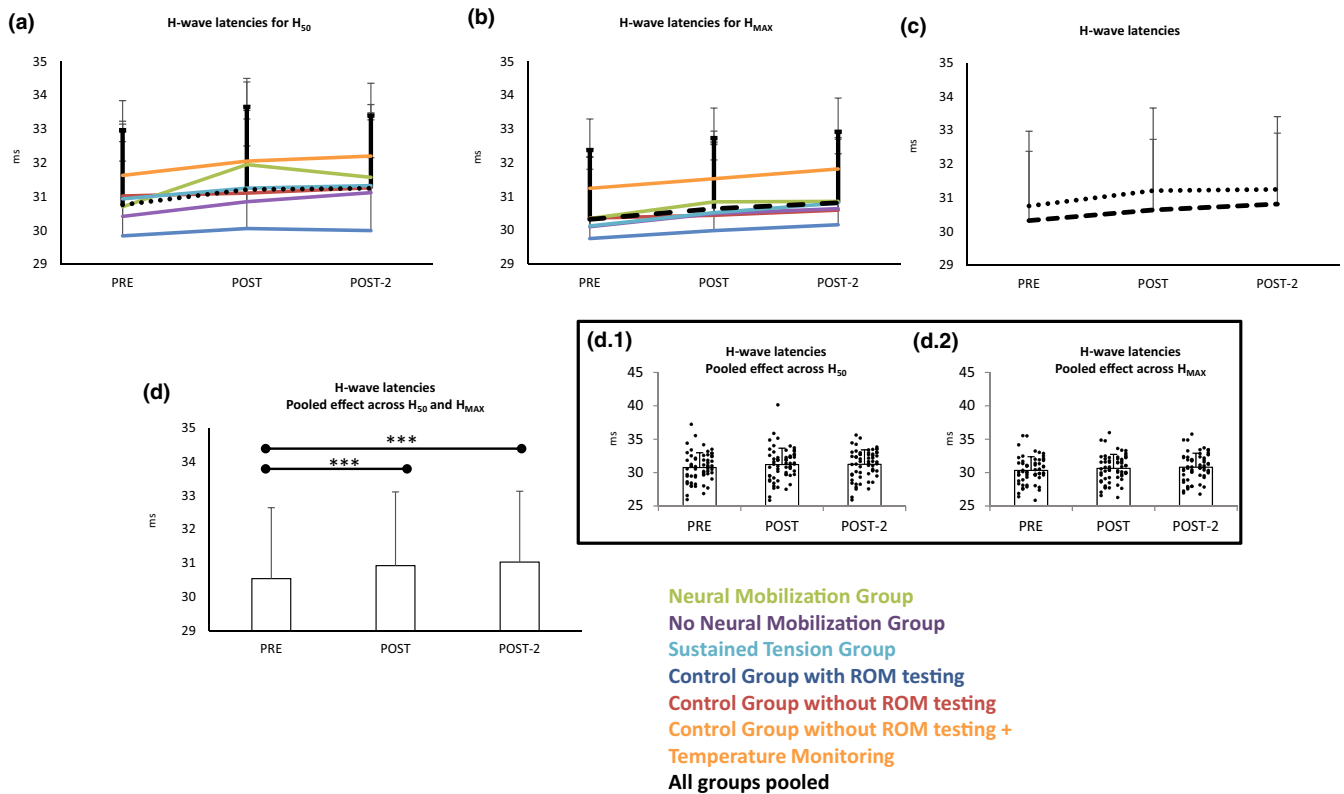 (a)
H-wave latencies for H50
35
34
33
32
31
30
29
ms
PRE POST POST-2
(b)
H-wave latencies for HMAX
35
34
33
32
31
30
29
ms
PRE POST POST-2
(c)
H-wave latencies
35
34
33
32
31
30
29
ms
PRE POST POST-2
(d)
H-wave latencies
Pooled effect across H50 and HMAX
35
34
33
32
31
30
29
ms
***
***
PRE POST POST-2
(d.1)
H-wave latencies
Pooled effect across H50
45
40
35
30
25
ms
PRE POST POST-2
(d.2)
H-wave latencies
Pooled effect across HMAX
45
40
35
30
25
ms
PRE POST POST-2
Neural Mobilization Group
No Neural Mobilization Group
Sustained Tension Group
Control Group with ROM testing
Control Group without ROM testing
Control Group without ROM testing +
Temperature Monitoring
All groups pooled